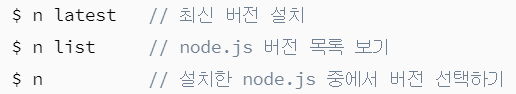 $ n latest   // 최신 버전 설치
$ n list     // node.js 버전 목록 보기
$ n          // 설치한 node.js 중에서 버전 선택하기